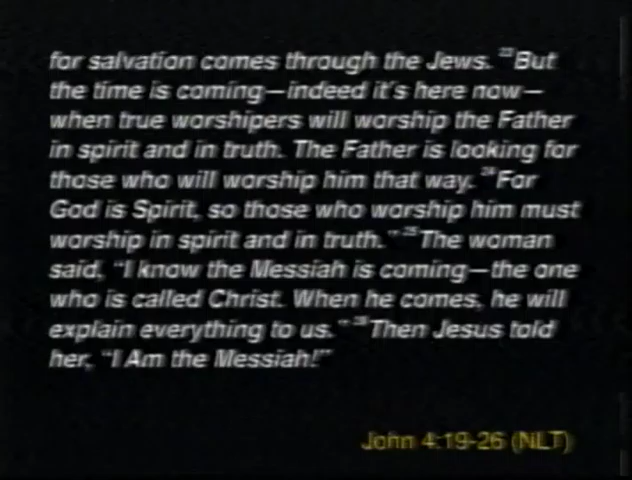 for salvation comes through the Jews. ²³But
the time is coming—indeed it's here now—
when true worshipers will worship the Father
in spirit and in truth. The Father is looking for
those who will worship him that way. ²⁴For
God is Spirit, so those who worship him must
worship in spirit and in truth." ²⁵The woman
said, "I know the Messiah is coming—the one
who is called Christ. When he comes, he will
explain everything to us." ²⁶Then Jesus told
her, "I Am the Messiah!"
John 4:19-26 (NLT)